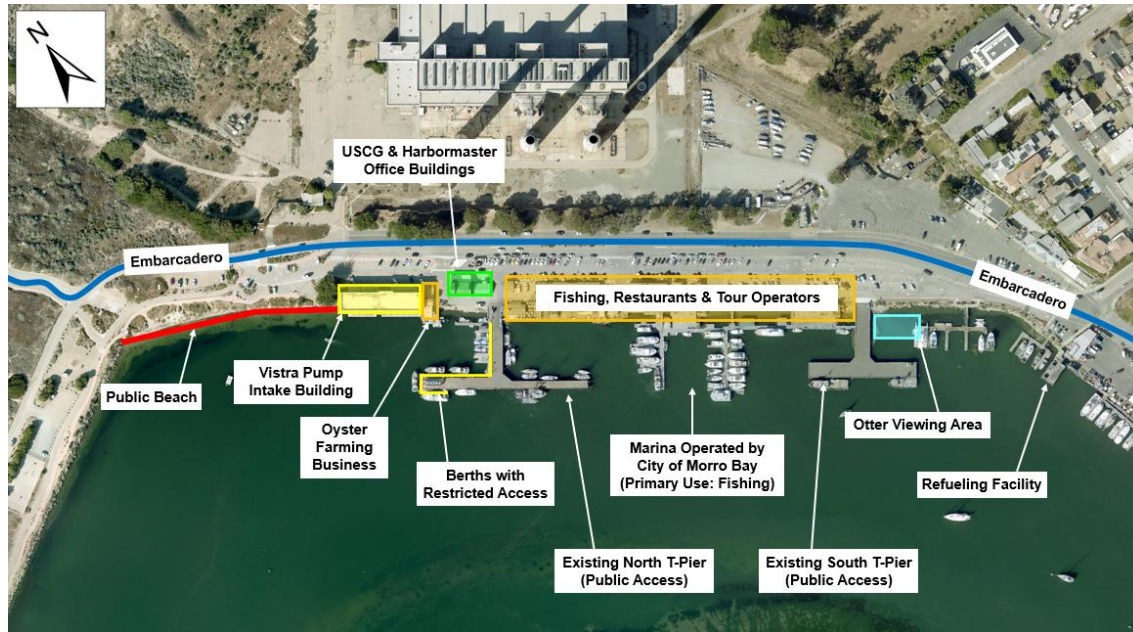 N
USCG & Harbormaster
Office Buildings
Embarcadero
Fishing, Restaurants & Tour Operators
Embarcadero
Public Beach
Vistra Pump
Intake Building
Oyster
Farming
Business
Berths with
Restricted Access
Marina Operated by
City of Morro Bay
(Primary Use: Fishing)
Otter Viewing Area
Refueling Facility
Existing North T-Pier
(Public Access)
Existing South T-Pier
(Public Access)